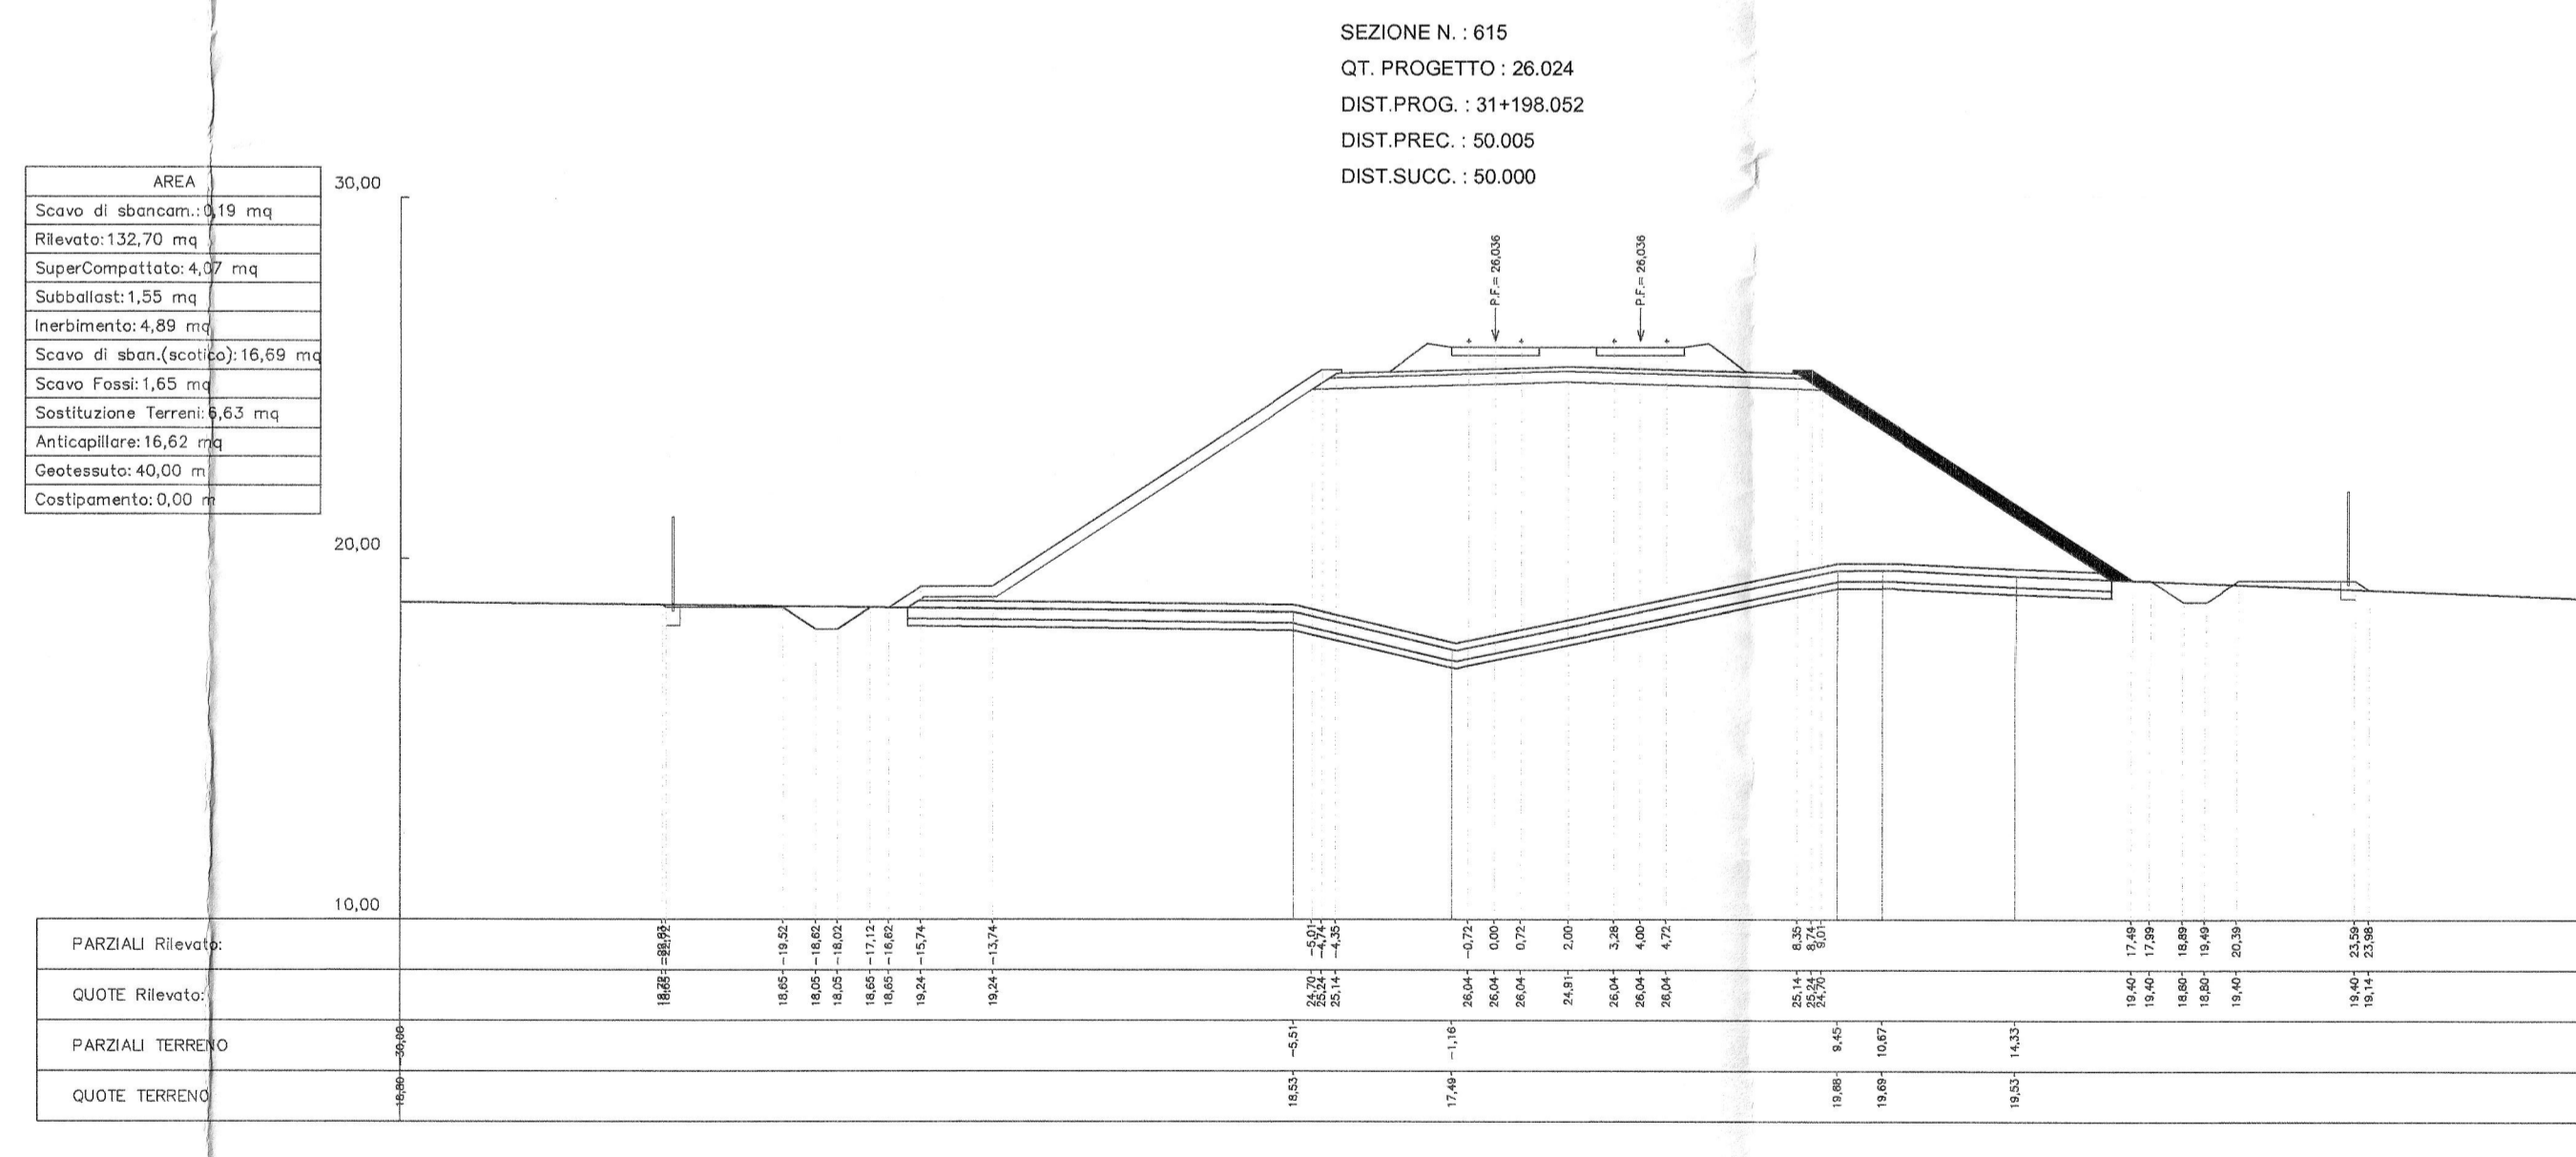 SEZIONE N. : 615
QT. PROGETTO : 26.024
DIST.PROG. : 31+198.052
DIST.PREC. : 50.005
DIST.SUCC. : 50.000
AREA
Scavo di sbancam.: 0,19 mq
Rilevato: 132,70 mq
SuperCompattato: 4,07 mq
Subballast: 1,55 mq
Inerbimento: 4,89 mq
Scavo di sban.(scotico): 16,69 mq
Scavo Fossi: 1,65 mq
Sostituzione Terreni: 6,63 mq
Anticapillare: 16,62 mq
Geotessuto: 40,00 m
Costipamento: 0,00 m
30,00
20,00
10,00
P.F.= 26,036
P.F.= 26,036
PARZIALI Rilevato: -22,72 -19,52 -18,62 -18,02 -17,12 -16,62 -15,74 -13,74 -5,01 -4,74 -4,35 -0,72 0,00 0,72 2,00 3,28 4,00 4,72 8,35 8,74 9,01 17,49 17,99 18,89 19,49 20,39 23,59 23,98
QUOTE Rilevato: 18,65 18,65 18,05 18,05 18,65 18,65 19,24 19,24 24,70 25,24 25,14 26,04 26,04 26,04 24,91 26,04 26,04 26,04 25,14 25,24 24,70 19,40 19,40 18,80 18,80 19,40 19,40 19,14
PARZIALI TERRENO -30,00 -5,51 -1,16 9,45 10,67 14,33
QUOTE TERRENO 18,80 18,53 17,49 19,68 19,69 19,53